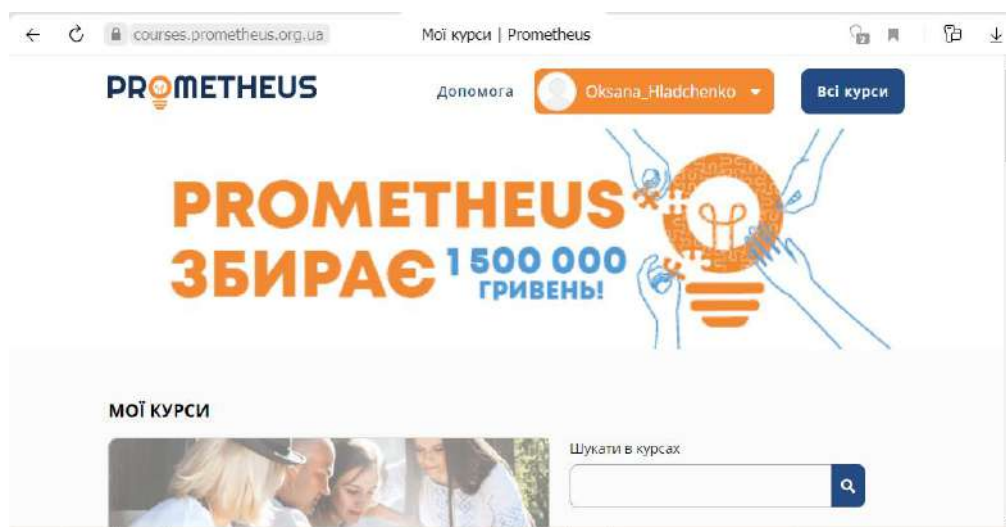 courses.prometheus.org.ua
Мої курси | Prometheus
2
PROMETHEUS
Допомога
Oksana_Hladchenko
Всі курси
PROMETHEUS
ЗБИРАЄ 1 500 000
ГРИВЕНЬ!
МОЇ КУРСИ
Шукати в курсах